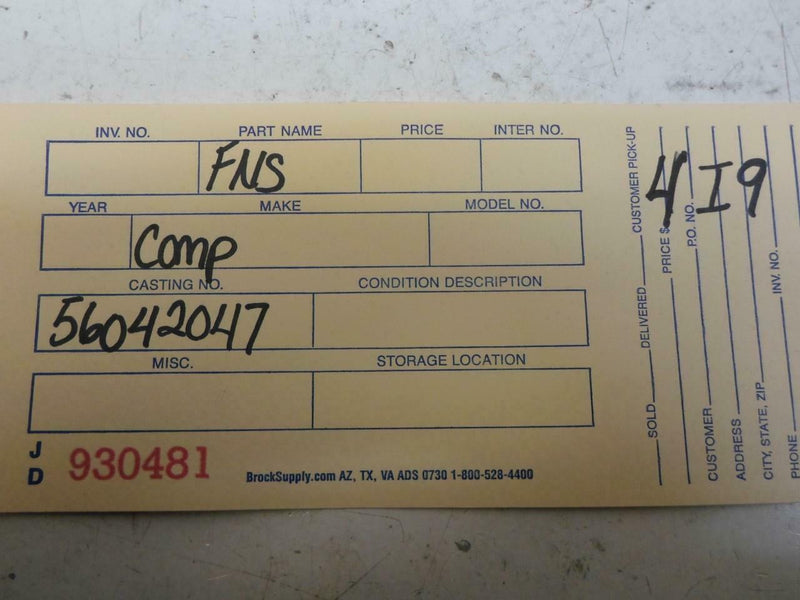 INV. NO. PART NAME PRICE INTER NO.
FNS
YEAR MAKE MODEL NO.
Comp
CASTING NO. CONDITION DESCRIPTION
56042047
MISC. STORAGE LOCATION
J
D 930481 BrockSupply.com AZ, TX, VA ADS 0730 1-800-528-4400
4I9
SOLD DELIVERED CUSTOMER PICK-UP
PRICE $
P.O. NO.
CUSTOMER
ADDRESS
CITY, STATE, ZIP INV. NO.
PHONE